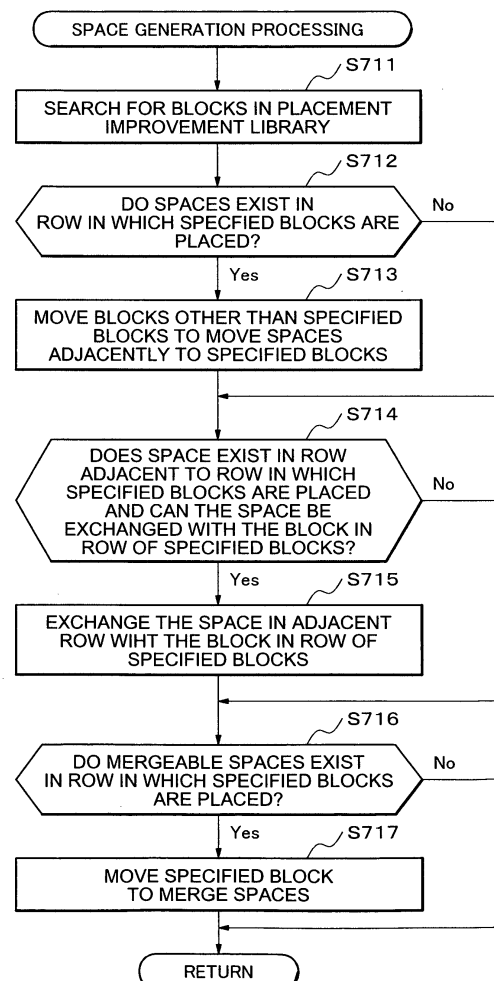 SPACE GENERATION PROCESSING
S711
SEARCH FOR BLOCKS IN PLACEMENT
IMPROVEMENT LIBRARY
S712
DO SPACES EXIST IN
ROW IN WHICH SPECFIED BLOCKS ARE
PLACED?
No
Yes
S713
MOVE BLOCKS OTHER THAN SPECIFIED
BLOCKS TO MOVE SPACES
ADJACENTLY TO SPECIFIED BLOCKS
S714
DOES SPACE EXIST IN ROW
ADJACENT TO ROW IN WHICH
SPECIFIED BLOCKS ARE PLACED
AND CAN THE SPACE BE
EXCHANGED WITH THE BLOCK IN
ROW OF SPECIFIED BLOCKS?
No
Yes
S715
EXCHANGE THE SPACE IN ADJACENT
ROW WIHT THE BLOCK IN ROW OF
SPECIFIED BLOCKS
S716
DO MERGEABLE SPACES EXIST
IN ROW IN WHICH SPECIFIED BLOCKS
ARE PLACED?
No
Yes
S717
MOVE SPECIFIED BLOCK
TO MERGE SPACES
RETURN